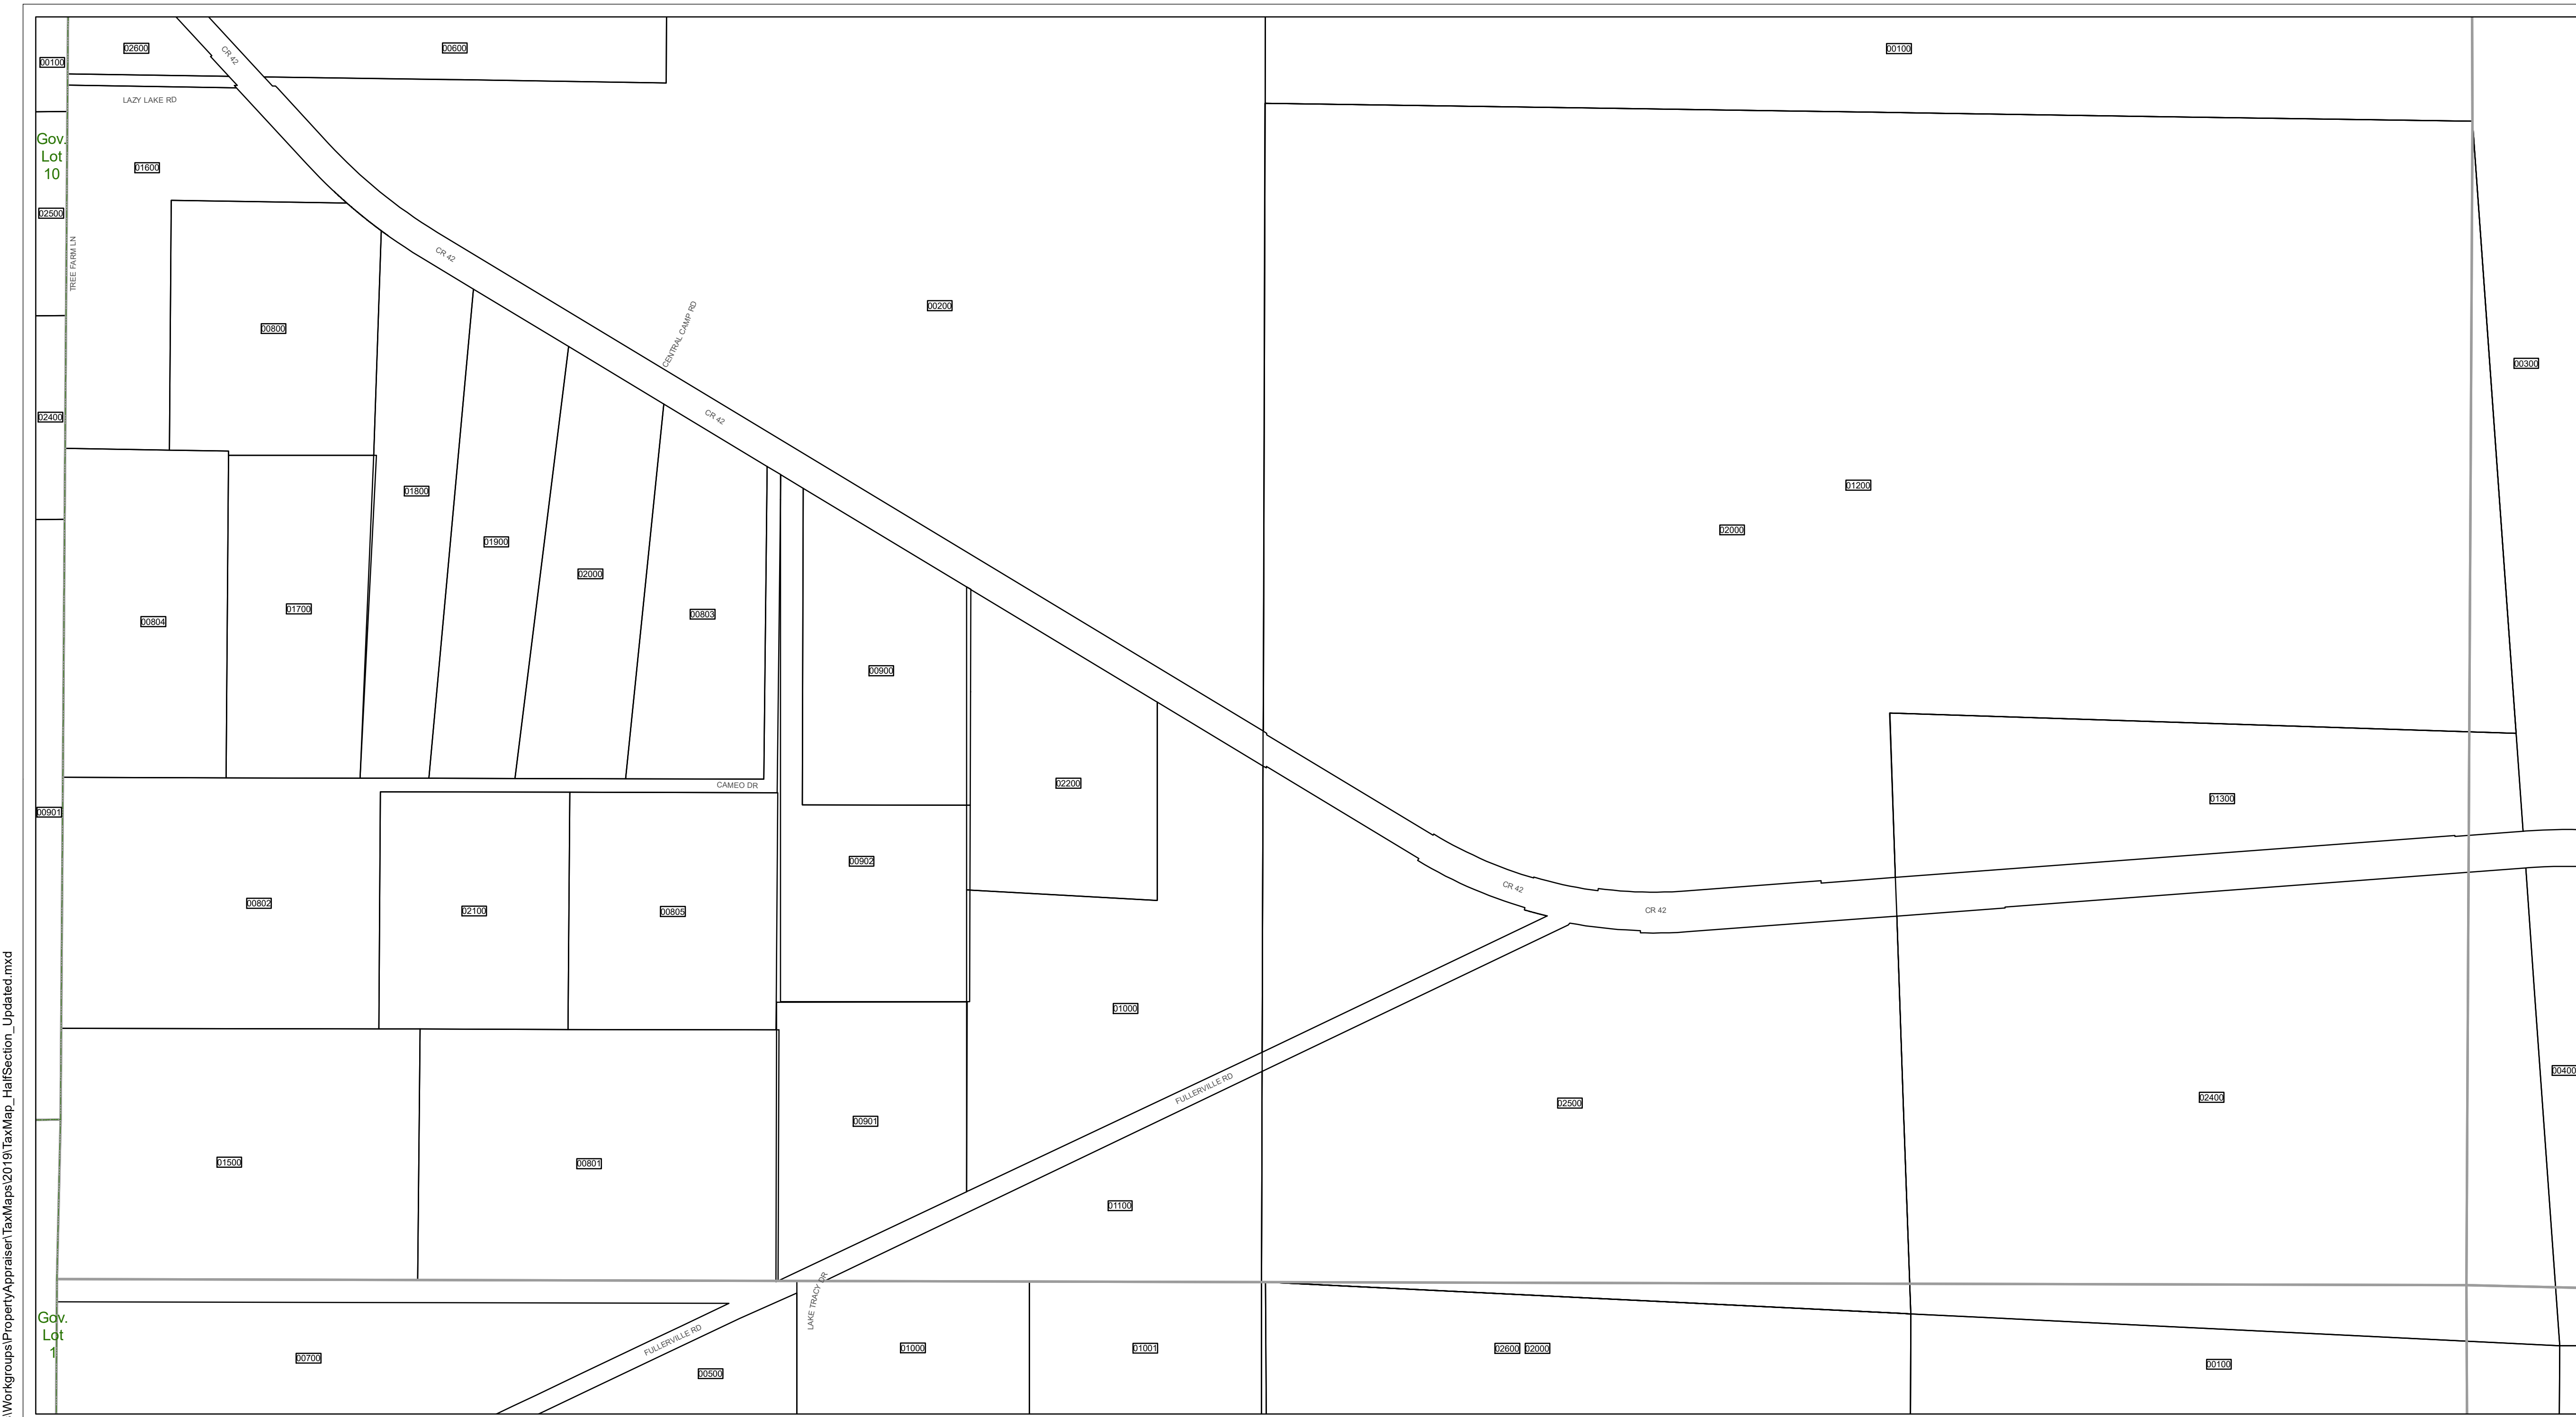 02600
00600
00100
00100
CR 42
LAZY LAKE RD
Gov.
Lot
10
01600
02500
TREE FARM LN
CR 42
00200
CENTRAL CAMP RD
00800
00300
02400
CR 42
01800
01200
02000
01900
02000
01700
00803
00804
00900
02200
CAMEO DR
01300
00901
00902
CR 42
00802
02100
00805
CR 42
01000
00400
FULLERVILLE RD
02500
02400
00901
01500
00801
01100
LAKE TRACY DR
Gov.
Lot
1
FULLERVILLE RD
01000
01001
02600 02000
00700
00100
00500
\Workgroups\PropertyAppraiser\TaxMaps\2019\TaxMap_HalfSection_Updated.mxd